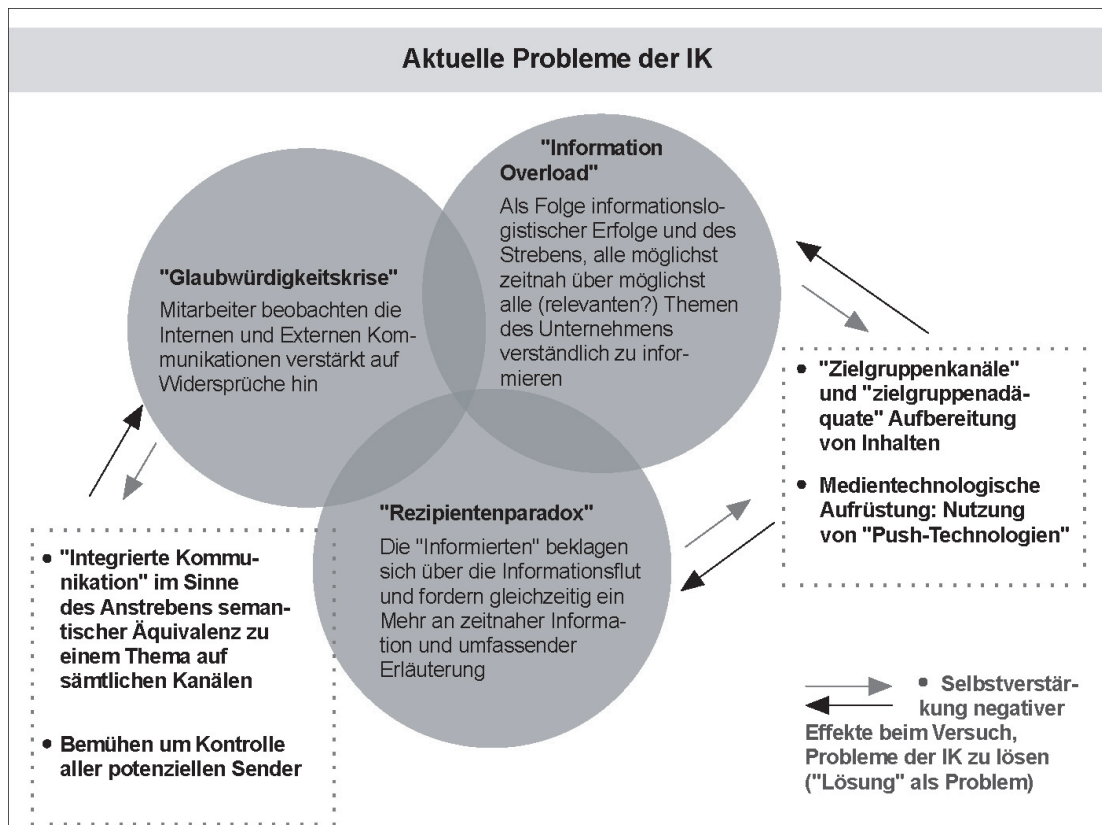 Aktuelle Probleme der IK
"Information
Overload"
Als Folge informationslo-
gistischer Erfolge und des
Strebens, alle möglichst
zeitnah über möglichst
alle (relevanten?) Themen
des Unternehmens
verständlich zu infor-
mieren
"Glaubwürdigkeitskrise"
Mitarbeiter beobachten die
Internen und Externen Kom-
munikationen verstärkt auf
Widersprüche hin
• "Zielgruppenkanäle"
und "zielgruppenadä-
quate" Aufbereitung
von Inhalten
• Medientechnologische
Aufrüstung: Nutzung
von "Push-Technologien"
"Rezipientenparadox"
Die "Informierten" beklagen
sich über die Informationsflut
und fordern gleichzeitig ein
Mehr an zeitnaher Informa-
tion und umfassender
Erläuterung
• "Integrierte Kommu-
nikation" im Sinne
des Anstrebens seman-
tischer Äquivalenz zu
einem Thema auf
sämtlichen Kanälen
• Bemühen um Kontrolle
aller potenziellen Sender
• Selbstverstär-
kung negativer
Effekte beim Versuch,
Probleme der IK zu lösen
("Lösung" als Problem)